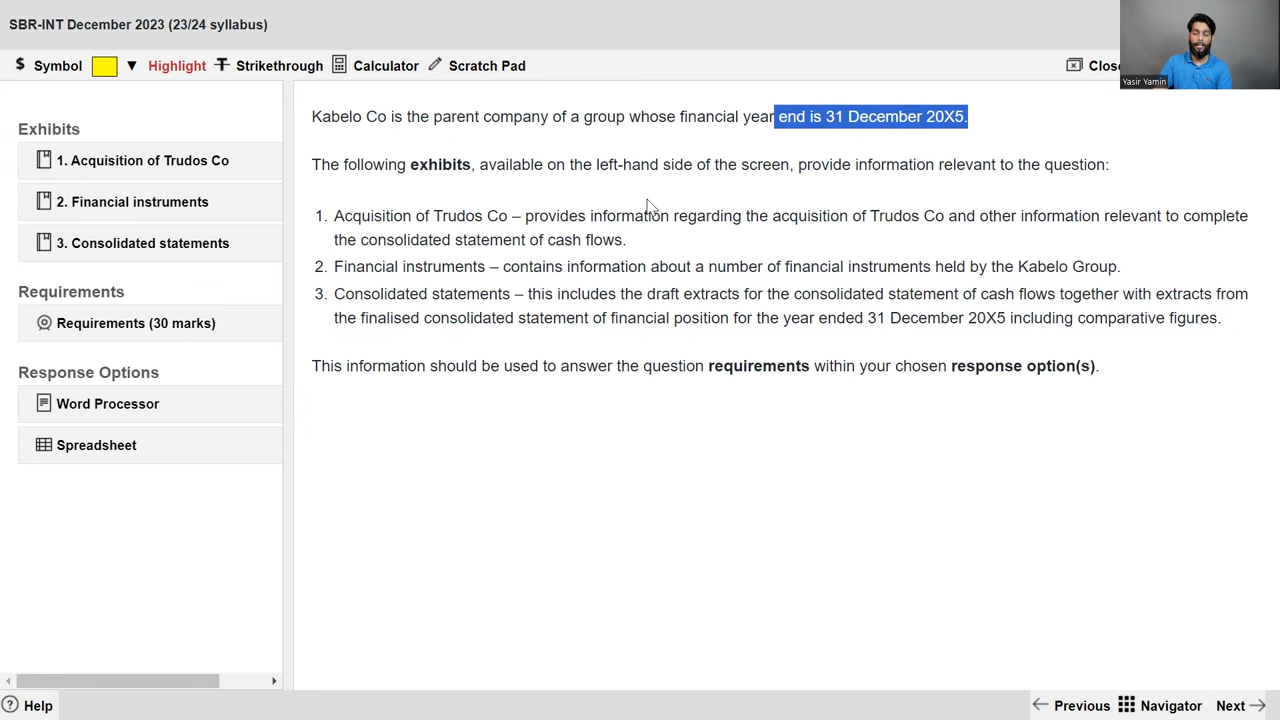 SBR-INT December 2023 (23/24 syllabus)
$ Symbol ▼ Highlight Strikethrough Calculator Scratch Pad
Yasir Yamin
Exhibits
1. Acquisition of Trudos Co
2. Financial instruments
3. Consolidated statements
Requirements
Requirements (30 marks)
Response Options
Word Processor
Spreadsheet
Kabelo Co is the parent company of a group whose financial year end is 31 December 20X5.
The following exhibits, available on the left-hand side of the screen, provide information relevant to the question:
1. Acquisition of Trudos Co – provides information regarding the acquisition of Trudos Co and other information relevant to complete
the consolidated statement of cash flows.
2. Financial instruments – contains information about a number of financial instruments held by the Kabelo Group.
3. Consolidated statements – this includes the draft extracts for the consolidated statement of cash flows together with extracts from
the finalised consolidated statement of financial position for the year ended 31 December 20X5 including comparative figures.
This information should be used to answer the question requirements within your chosen response option(s).
? Help
Previous Navigator Next